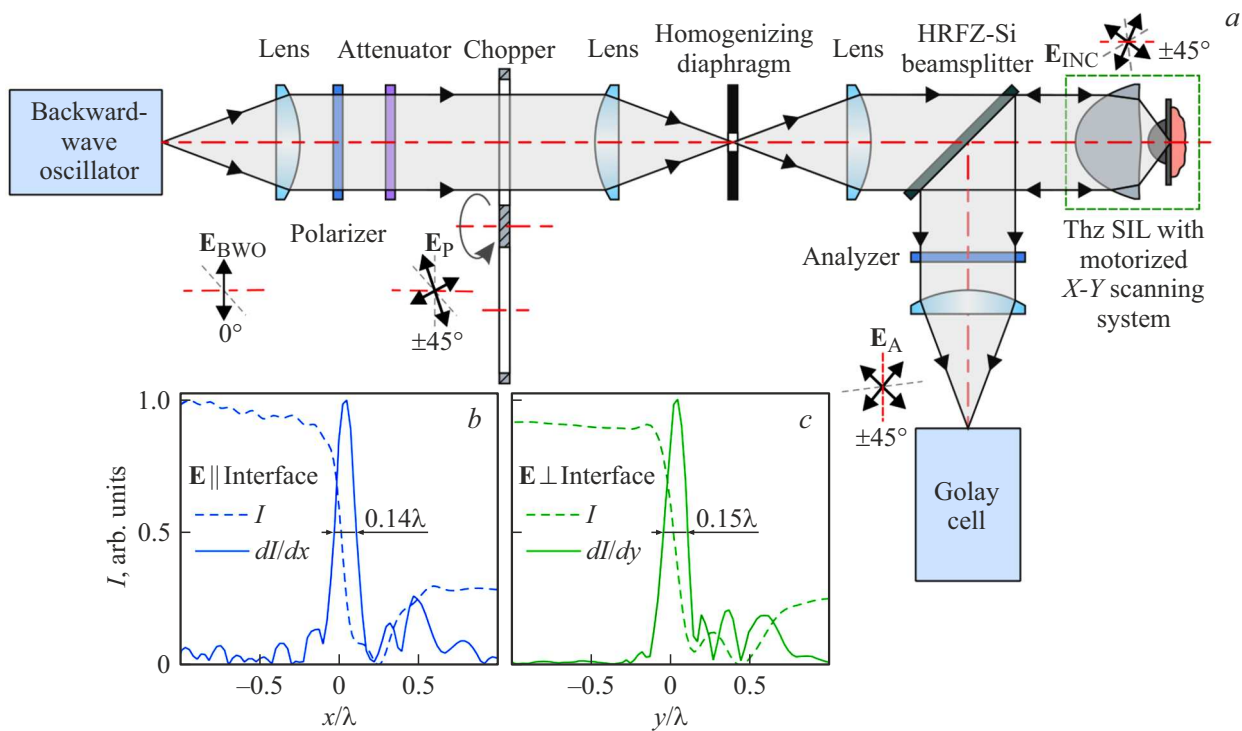 a
Lens
Attenuator
Chopper
Lens
Homogenizing
diaphragm
Lens
HRFZ-Si
beamsplitter
E_INC
±45°
Backward-
wave
oscillator
Polarizer
E_BWO
0°
E_P
±45°
Analyzer
Thz SIL with
motorized
X-Y scanning
system
E_A
±45°
Golay
cell
b
1.0
0.5
0
I, arb. units
E || Interface
I
dI/dx
0.14λ
–0.5
0
0.5
x/λ
c
E ⊥ Interface
I
dI/dy
0.15λ
–0.5
0
0.5
y/λ